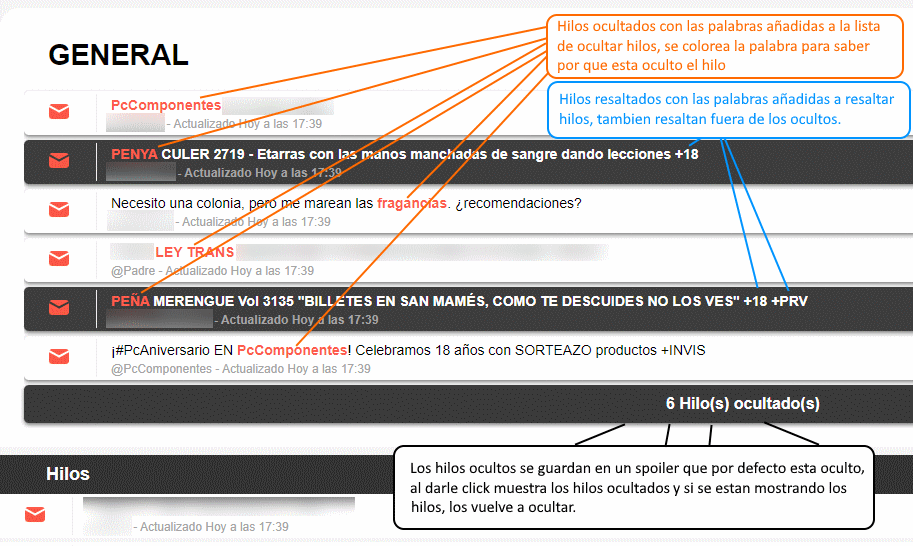 Hilos ocultados con las palabras añadidas a la lista
de ocultar hilos, se colorea la palabra para saber
por que esta oculto el hilo
GENERAL
Hilos resaltados con las palabras añadidas a resaltar
hilos, tambien resaltan fuera de los ocultos.
PcComponentes
- Actualizado Hoy a las 17:39
PENYA CULER 2719 - Etarras con las manos manchadas de sangre dando lecciones +18
- Actualizado Hoy a las 17:39
Necesito una colonia, pero me marean las fragancias. ¿recomendaciones?
- Actualizado Hoy a las 17:39
LEY TRANS
@Padre - Actualizado Hoy a las 17:39
PEÑA MERENGUE Vol 3135 "BILLETES EN SAN MAMÉS, COMO TE DESCUIDES NO LOS VES" +18 +PRV
- Actualizado Hoy a las 17:39
¡#PcAniversario EN PcComponentes! Celebramos 18 años con SORTEAZO productos +INVIS
@PcComponentes - Actualizado Hoy a las 17:39
6 Hilo(s) ocultado(s)
Hilos
Los hilos ocultos se guardan en un spoiler que por defecto esta oculto,
al darle click muestra los hilos ocultados y si se estan mostrando los
hilos, los vuelve a ocultar.
- Actualizado Hoy a las 17:39